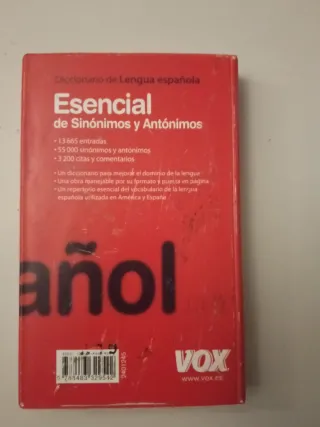 Diccionario de Lengua española
Esencial
de Sinónimos y Antónimos
• 13 665 entradas
• 55 000 sinónimos y antónimos
• 3 200 citas y comentarios
• Un diccionario para mejorar el dominio de la lengua
• Una obra manejable por su formato y puesta en página
• Un repertorio esencial del vocabulario de la lengua
española utilizada en América y España
añol
2401046
VOX
WWW.VOX.ES